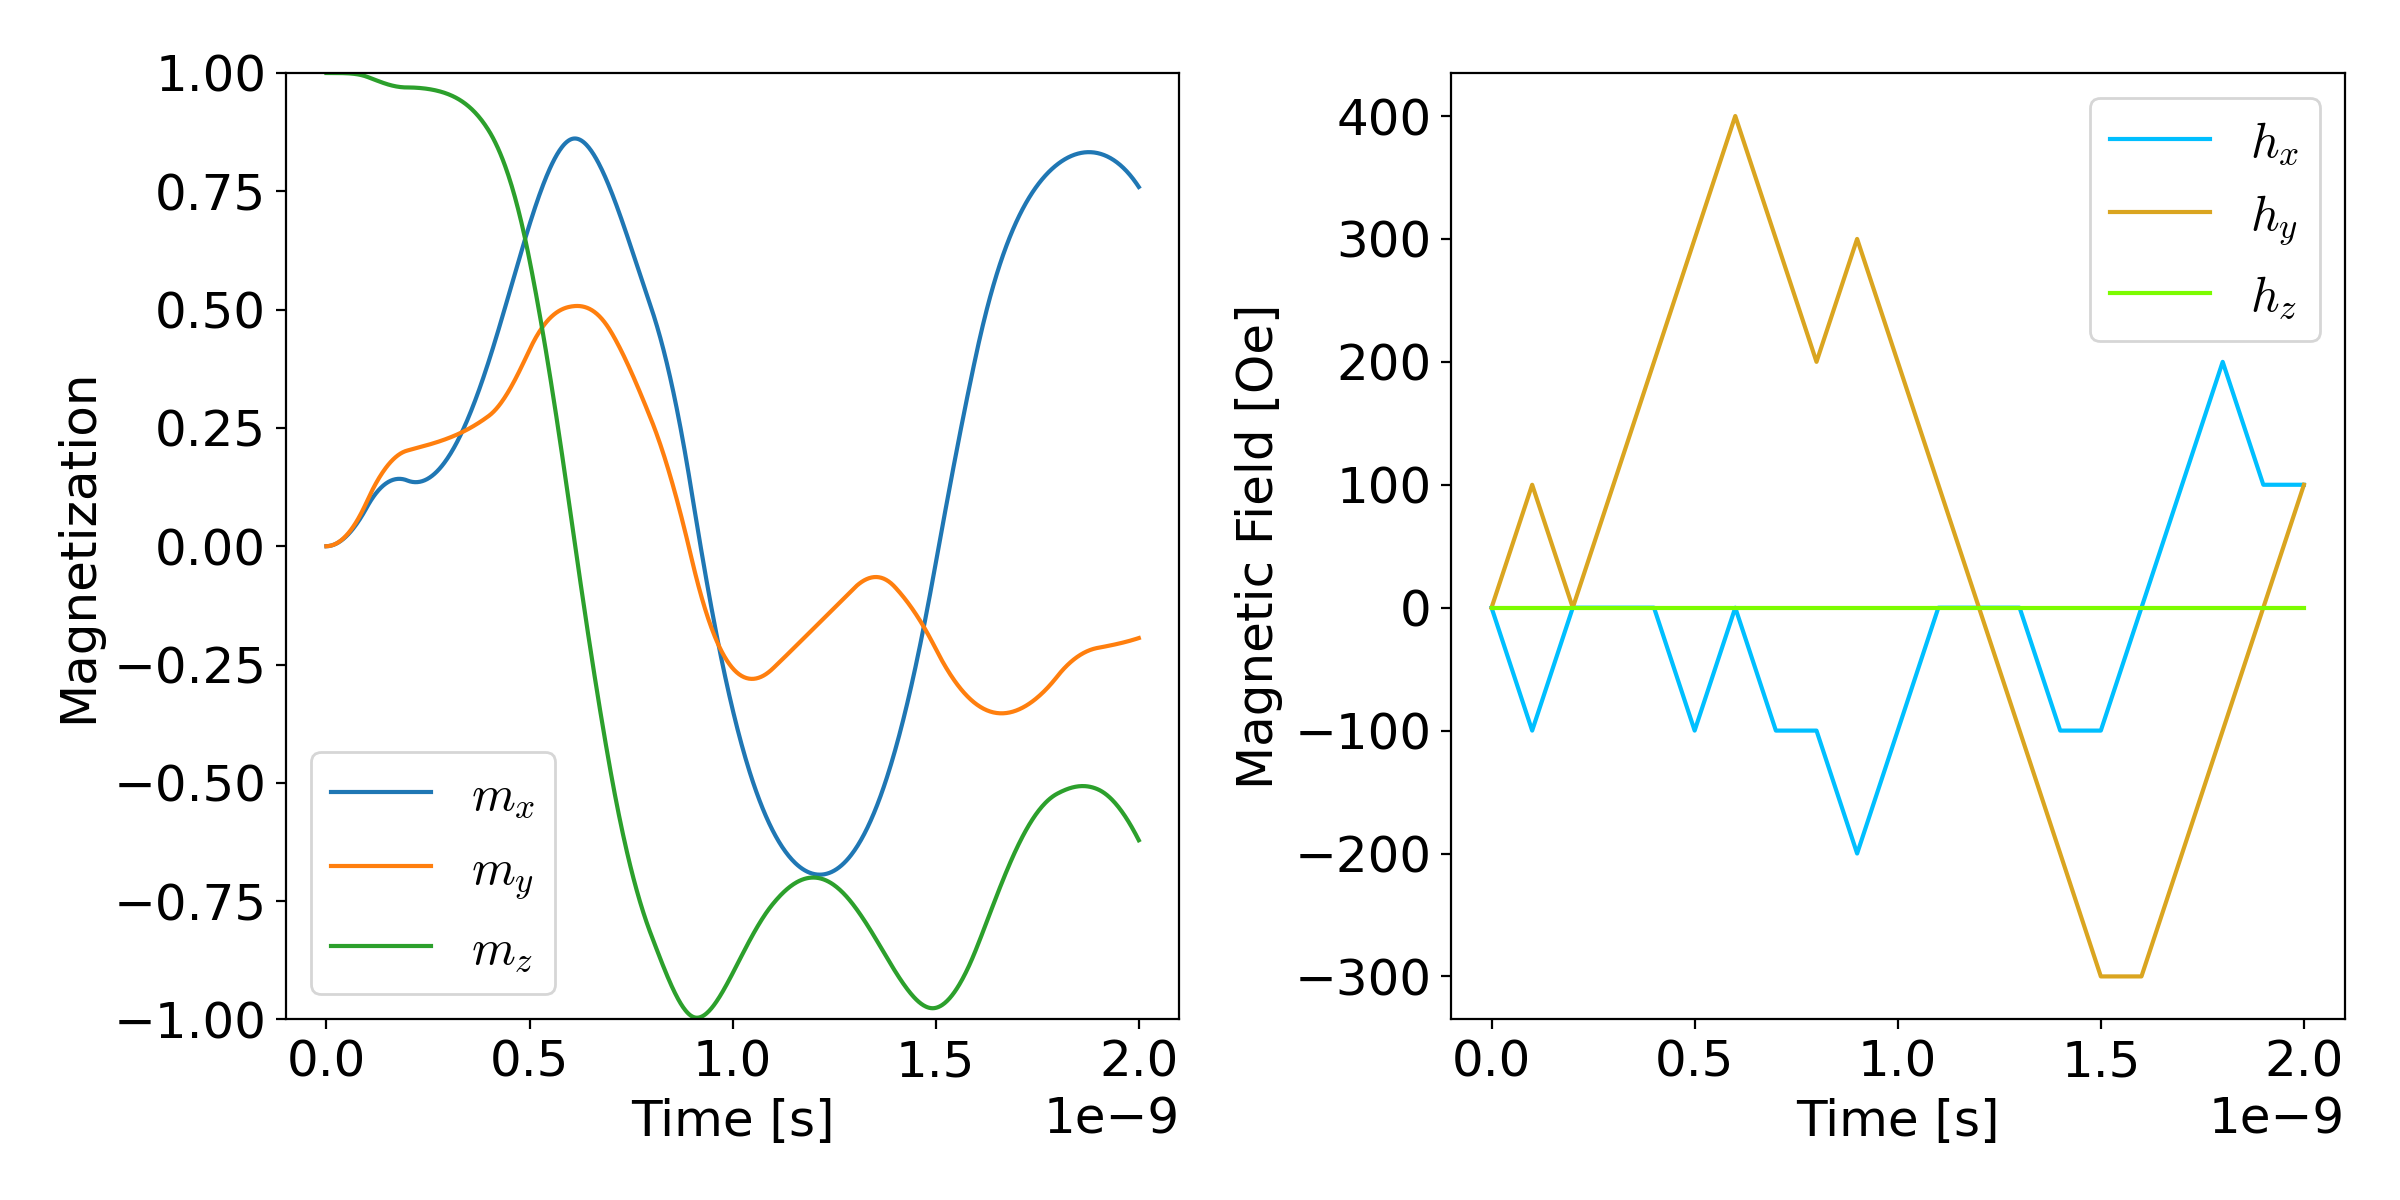 1.00
0.75
0.50
0.25
0.00
−0.25
−0.50
−0.75
−1.00
Magnetization
m_x
m_y
m_z
0.0 0.5 1.0 1.5 2.0
Time [s] 1e−9
400
300
200
100
0
−100
−200
−300
Magnetic Field [Oe]
h_x
h_y
h_z
0.0 0.5 1.0 1.5 2.0
Time [s] 1e−9